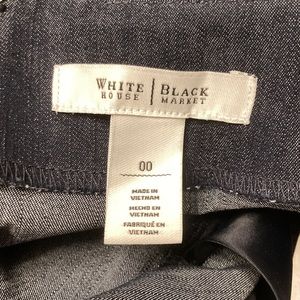 WHITE | BLACK
HOUSE | MARKET
00
MADE IN
VIETNAM
HECHO EN
VIETNAM
FABRIQUÉ EN
VIETNAM